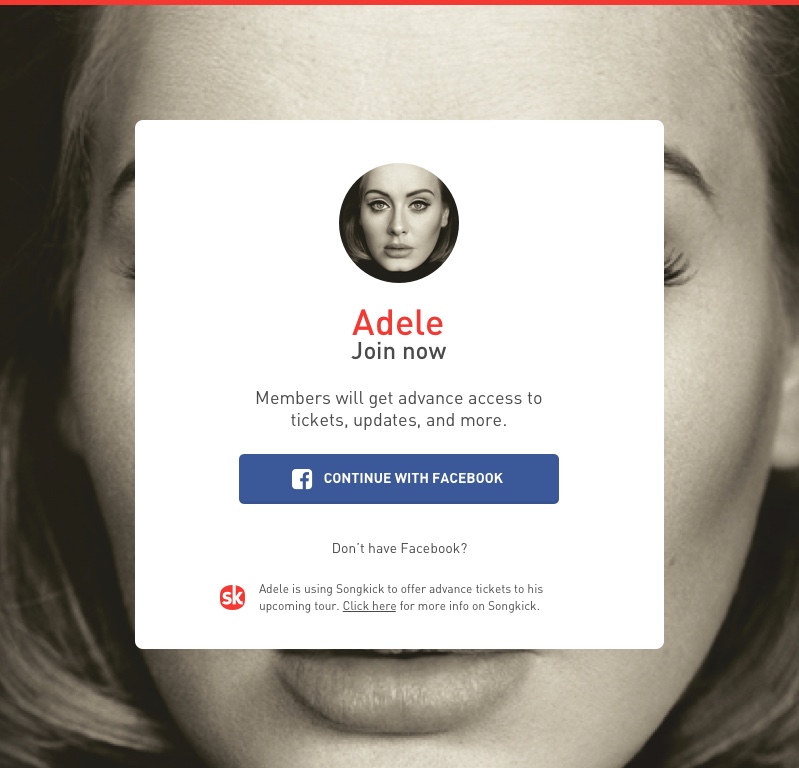 Adele
Join now
Members will get advance access to
tickets, updates, and more.
CONTINUE WITH FACEBOOK
Don't have Facebook?
sk
Adele is using Songkick to offer advance tickets to his
upcoming tour. Click here for more info on Songkick.